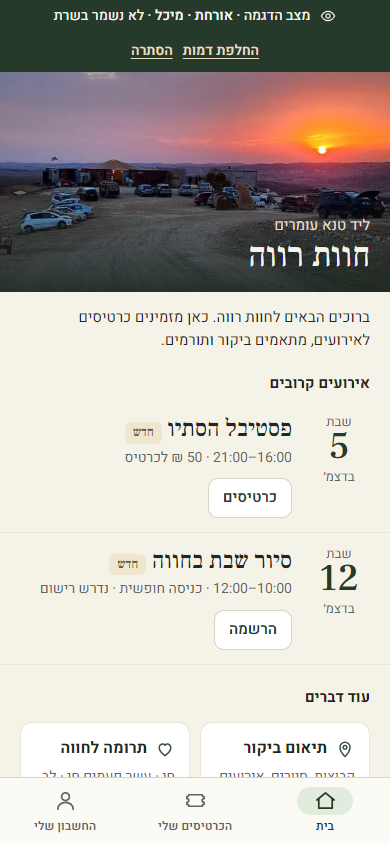 מצב הדגמה · אורחת · מיכל · לא נשמר בשרת
החלפת דמות הסתרה
ליד טנא עומרים
חוות רווה
ברוכים הבאים לחוות רווה. כאן מזמינים כרטיסים
לאירועים, מתאמים ביקור ותורמים.
אירועים קרובים
שבת
5
בדצמ׳
פסטיבל הסתיו חדש
16:00–21:00 · 50 ₪ לכרטיס
כרטיסים
שבת
12
בדצמ׳
סיור שבת בחווה חדש
10:00–12:00 · כניסה חופשית · נדרש רישום
הרשמה
עוד דברים
תיאום ביקור
תרומה לחווה
בית
הכרטיסים שלי
החשבון שלי